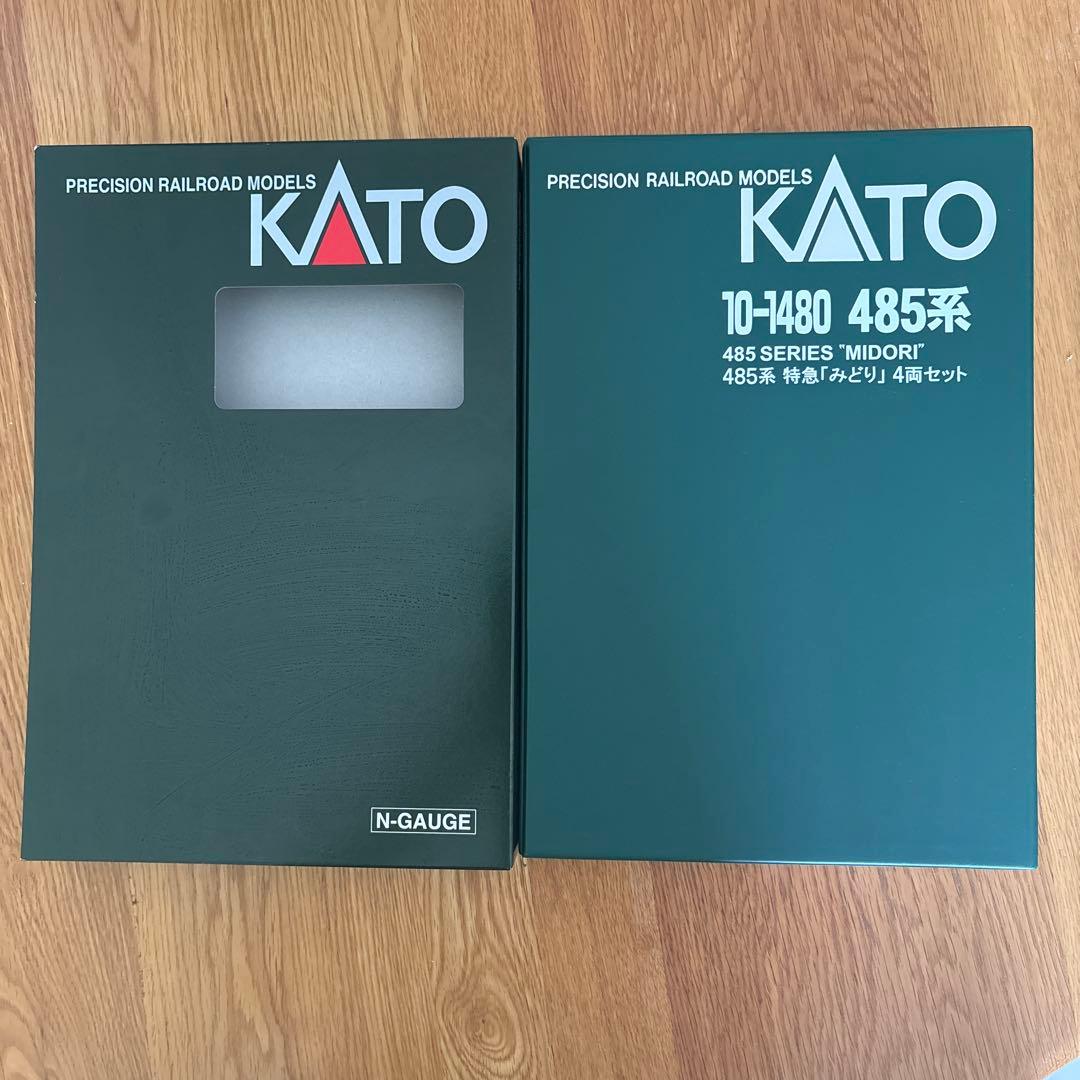 PRECISION RAILROAD MODELS
KATO
N-GAUGE
PRECISION RAILROAD MODELS
KATO
10-1480 485系
485 SERIES "MIDORI"
485系 特急「みどり」 4両セット